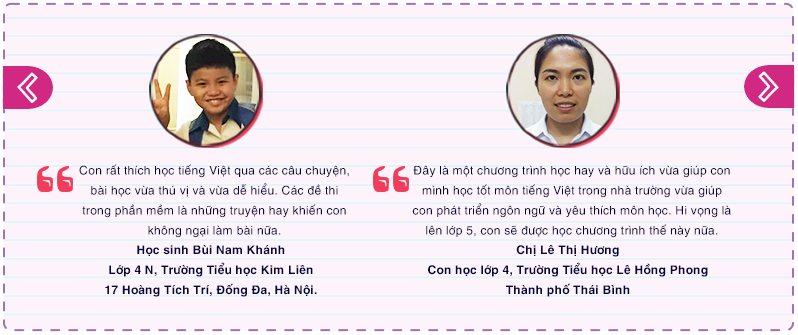 Con rất thích học tiếng Việt qua các câu chuyện,
bài học vừa thú vị và vừa dễ hiểu. Các đề thi
trong phần mềm là những truyện hay khiến con
không ngại làm bài nữa.
Học sinh Bùi Nam Khánh
Lớp 4 N, Trường Tiểu học Kim Liên
17 Hoàng Tích Trí, Đống Đa, Hà Nội.
Đây là một chương trình học hay và hữu ích vừa giúp con
mình học tốt môn tiếng Việt trong nhà trường vừa giúp
con phát triển ngôn ngữ và yêu thích môn học. Hi vọng là
lên lớp 5, con sẽ được học chương trình thế này nữa.
Chị Lê Thị Hương
Con học lớp 4, Trường Tiểu học Lê Hồng Phong
Thành phố Thái Bình